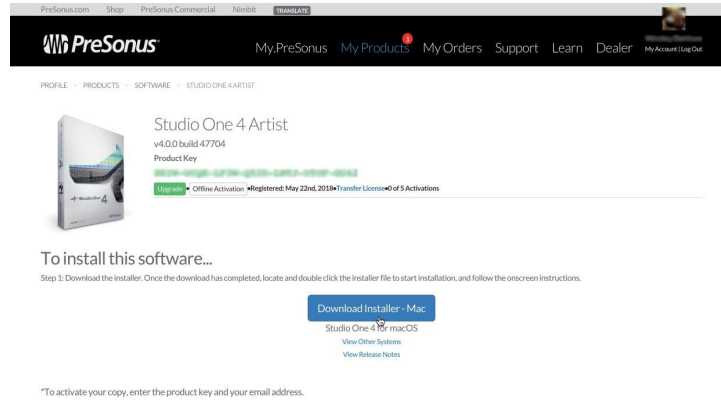 PreSonus.com Shop PreSonus Commercial Nimbit TRANSLATE
PreSonus
My.PreSonus My Products 1 My Orders Support Learn Dealer
My Account | Log Out
PROFILE PRODUCTS SOFTWARE STUDIO ONE 4 ARTIST
Studio One 4 Artist
v4.0.0 build 47704
Product Key
Upgrade Offline Activation Registered: May 22nd, 2018 Transfer License 0 of 5 Activations
StudioOne 4
To install this software...
Step 1: Download the installer. Once the download has completed, locate and double click the installer file to start installation, and follow the onscreen instructions.
Download Installer - Mac
Studio One 4 for macOS
View Other Systems
View Release Notes
*To activate your copy, enter the product key and your email address.